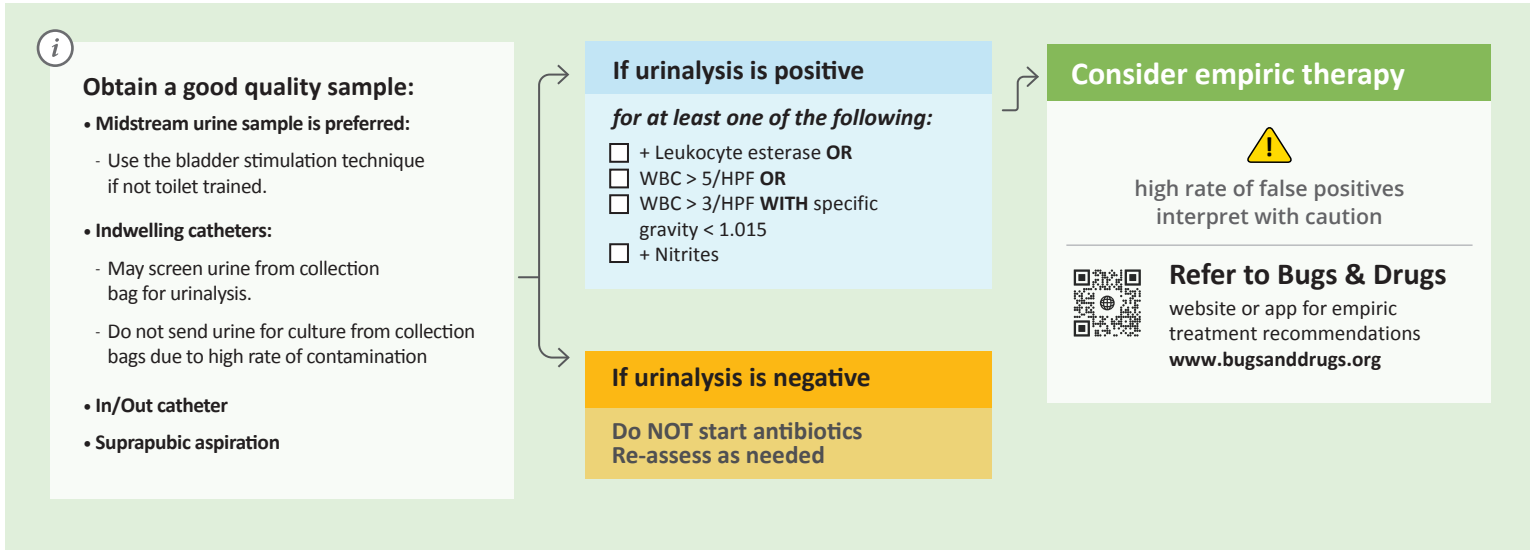 i
Obtain a good quality sample:
• Midstream urine sample is preferred:
- Use the bladder stimulation technique
if not toilet trained.
• Indwelling catheters:
- May screen urine from collection
bag for urinalysis.
- Do not send urine for culture from collection
bags due to high rate of contamination
• In/Out catheter
• Suprapubic aspiration
If urinalysis is positive
for at least one of the following:
+ Leukocyte esterase OR
WBC > 5/HPF OR
WBC > 3/HPF WITH specific
gravity < 1.015
+ Nitrites
If urinalysis is negative
Do NOT start antibiotics
Re-assess as needed
Consider empiric therapy
!
high rate of false positives
interpret with caution
Refer to Bugs & Drugs
website or app for empiric
treatment recommendations
www.bugsanddrugs.org